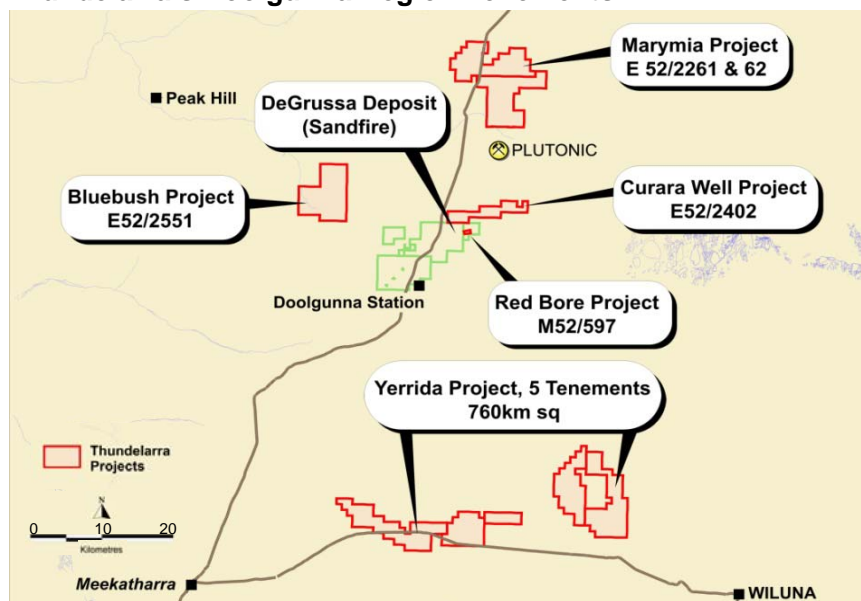 Marymia Project
E 52/2261 & 62
Peak Hill
DeGrussa Deposit
(Sandfire)
PLUTONIC
Bluebush Project
E52/2551
Curara Well Project
E52/2402
Doolgunna Station
Red Bore Project
M52/597
Yerrida Project, 5 Tenements
760km sq
Thundelarra
Projects
N
0 10 20
Kilometres
Meekatharra
WILUNA